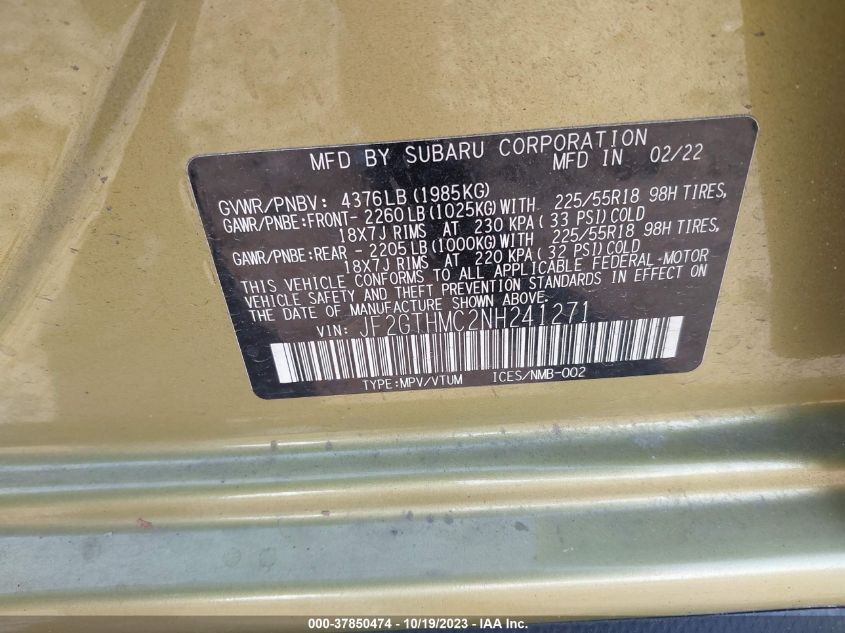 MFD BY SUBARU CORPORATION
MFD IN 02/22
GVWR/PNBV: 4376LB(1985KG)
GAWR/PNBE:FRONT- 2260LB(1025KG)WITH 225/55R18 98H TIRES,
18X7J RIMS AT 230 KPA( 33 PSI)COLD
GAWR/PNBE:REAR - 2205LB(1000KG)WITH 225/55R18 98H TIRES,
18X7J RIMS AT 220 KPA( 32 PSI)COLD
THIS VEHICLE CONFORMS TO ALL APPLICABLE FEDERAL-MOTOR
VEHICLE SAFETY AND THEFT PREVENTION STANDARDS IN EFFECT ON
THE DATE OF MANUFACTURE SHOWN ABOVE.
VIN: JF2GTHMC2NH241271
TYPE:MPV/VTUM ICES/NMB-002
000-37850474 - 10/19/2023 - IAA Inc.